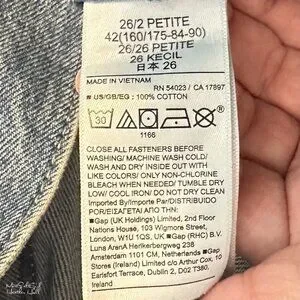 26/2 PETITE
42(160/175-84-90)
26/26 PETITE
26 KECIL
日本 26
MADE IN VIETNAM
RN 54023 / CA 17897
# US/GB/EG : 100% COTTON
30
1166
CLOSE ALL FASTENERS BEFORE
WASHING/ MACHINE WASH COLD/
WASH AND DRY INSIDE OUT WITH
LIKE COLORS/ ONLY NON-CHLORINE
BLEACH WHEN NEEDED/ TUMBLE DRY
LOW/ COOL IRON/ DO NOT DRY CLEAN
Imported By/Importe Par/DISTRIBUIDO
POR/ΕΙΣΑΓΕΤΑΙ ΑΠΟ ΤΗΝ:
GB: ■ Gap (UK Holdings) Limited, 2nd Floor
Nations House, 103 Wigmore Street,
London, W1U 1QS, UK ■Gap (RHC) B.V.
Luna ArenA Herikerbergweg 238
Amsterdam 1101 CM, Netherlands ■Gap
Stores (Ireland) Limited c/o Arthur Cox, 10
Earlsfort Terrace, Dublin 2, D02 T380,
Ireland